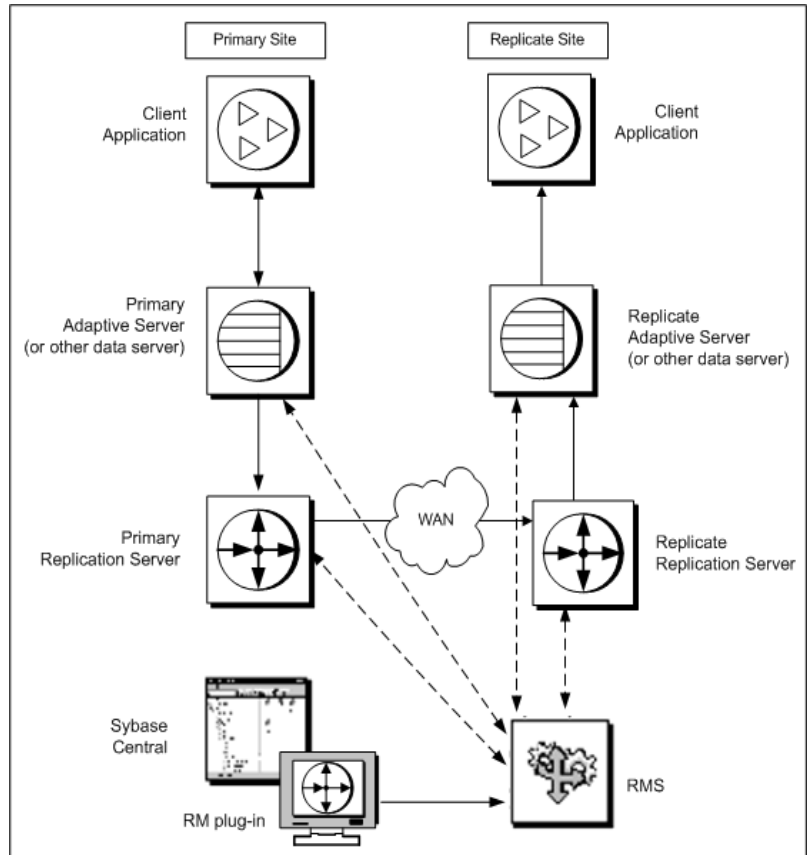 Primary Site
Replicate Site
Client
Application
Client
Application
Primary
Adaptive Server
(or other data server)
Replicate
Adaptive Server
(or other data server)
WAN
Primary
Replication Server
Replicate
Replication Server
Sybase
Central
RM plug-in
RMS